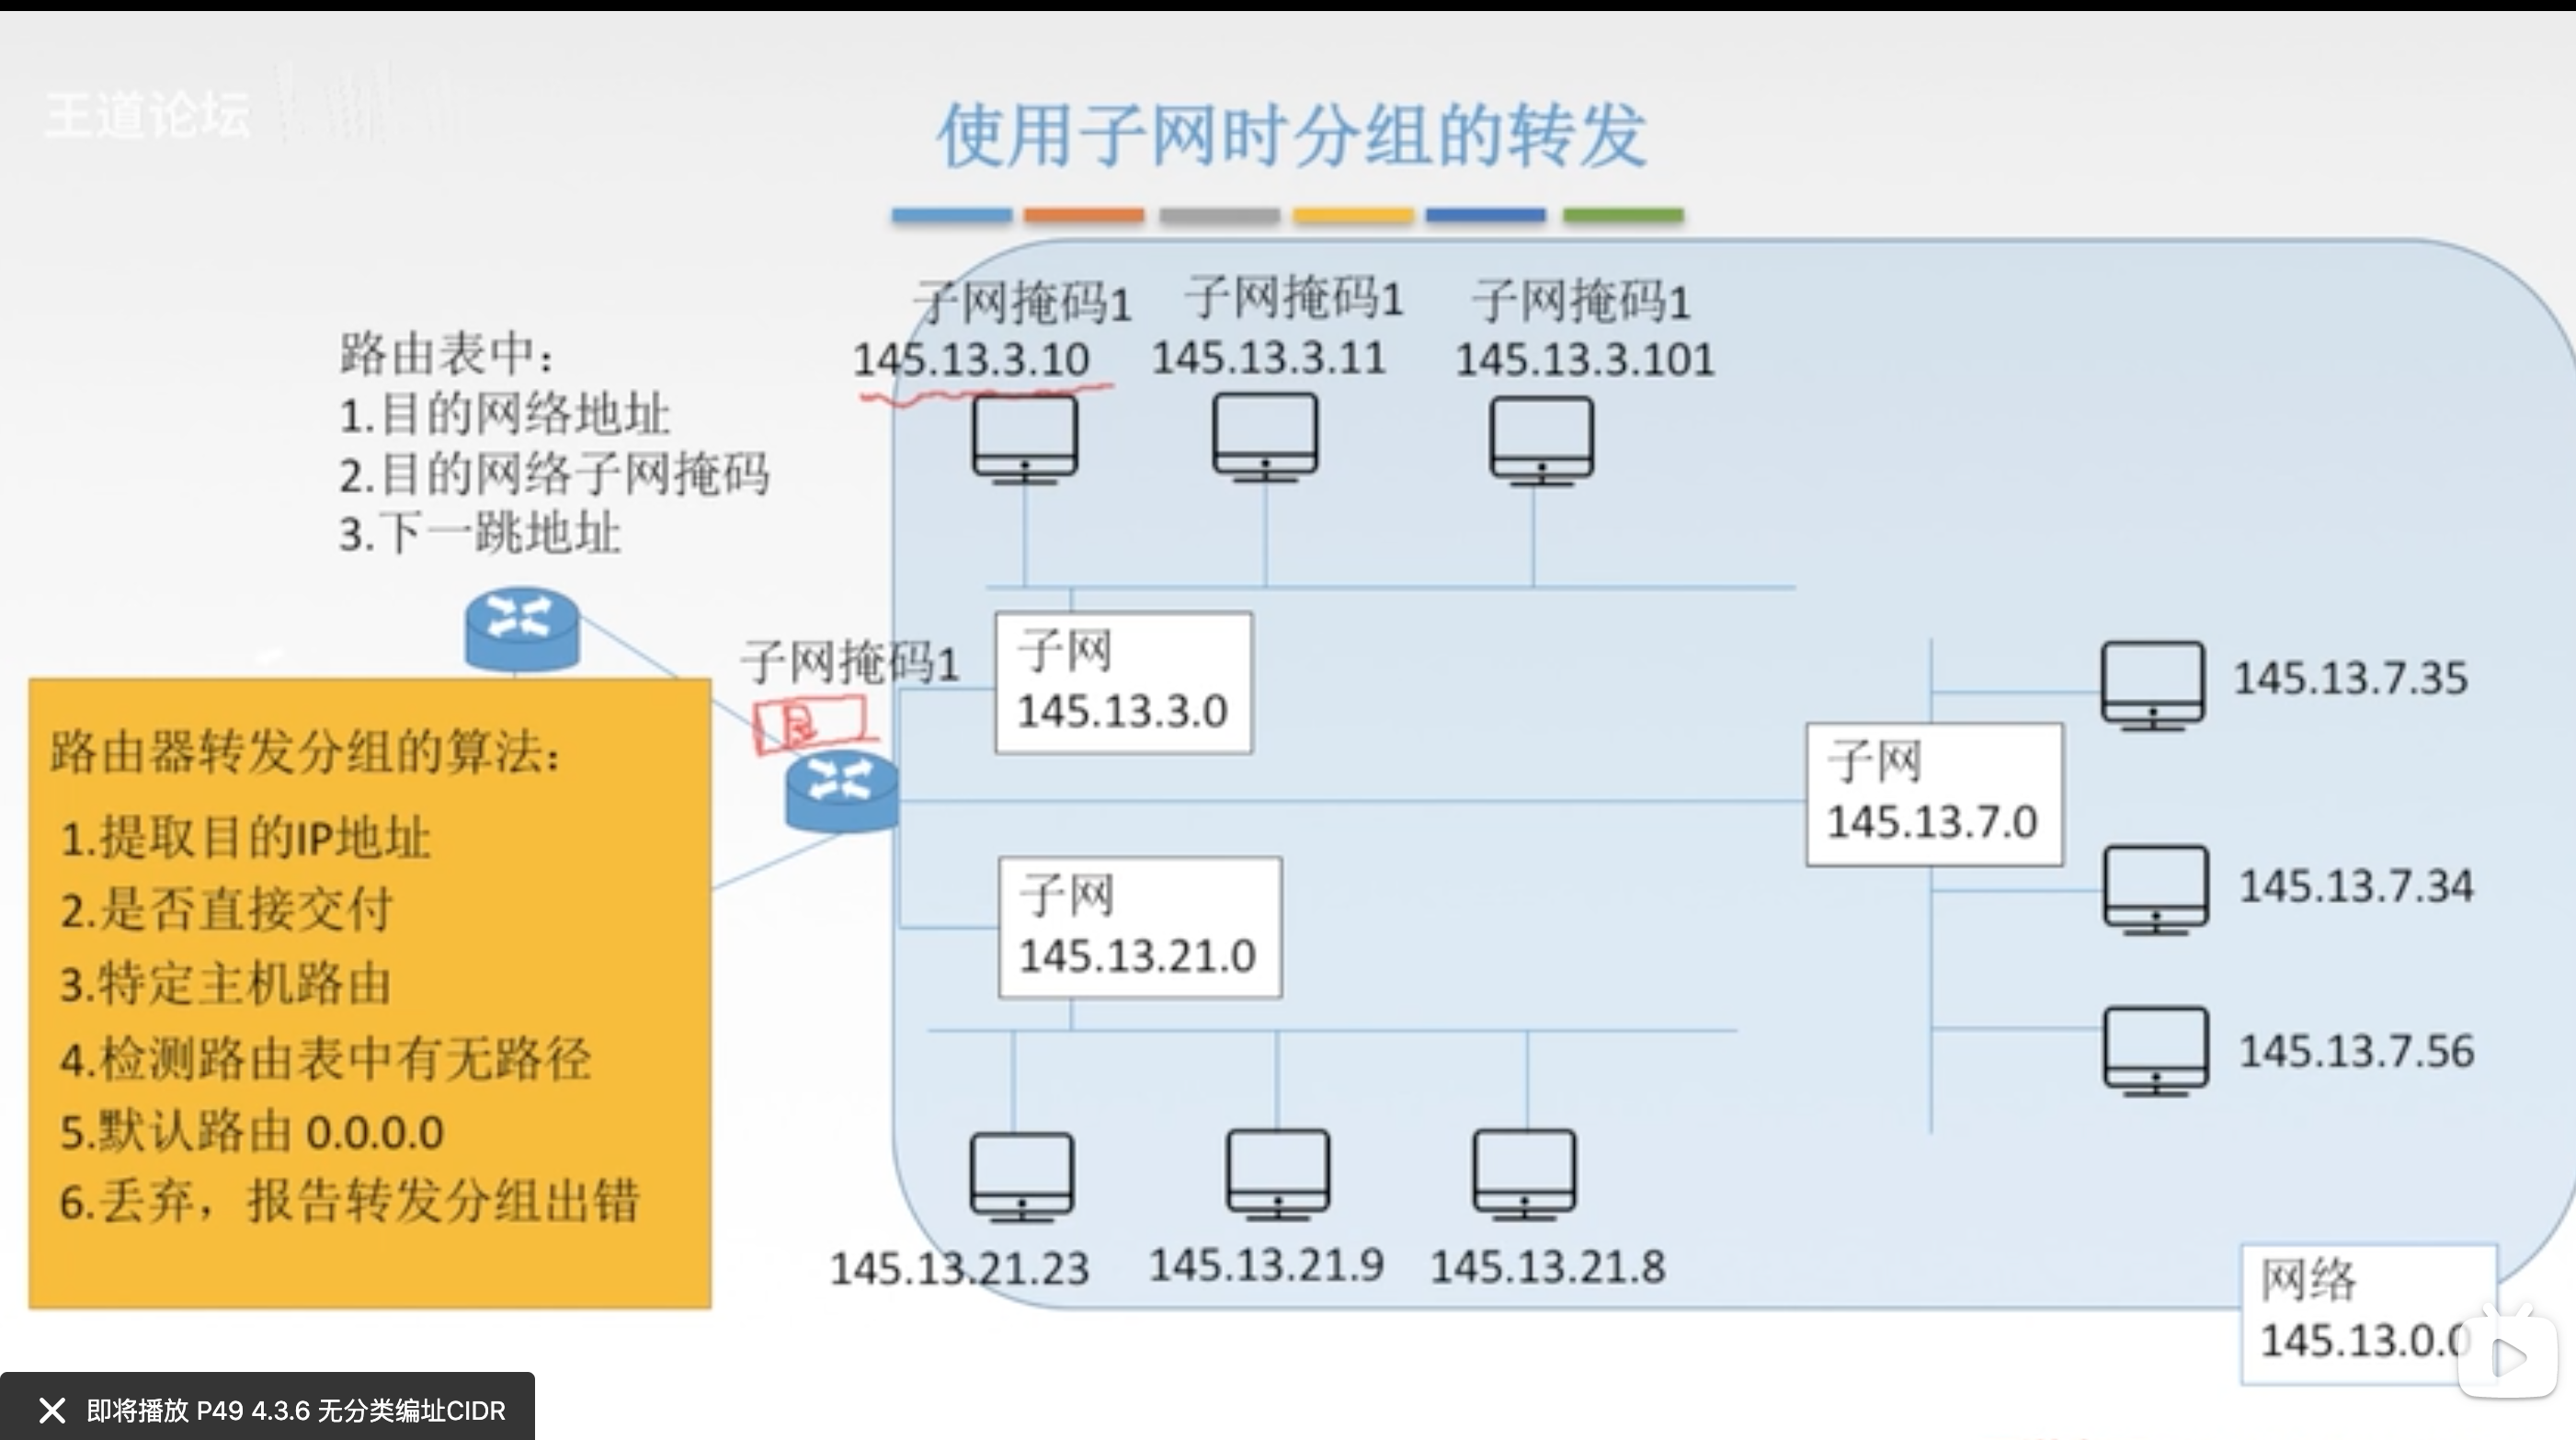 王道论坛
使用子网时分组的转发
路由表中：
1.目的网络地址
2.目的网络子网掩码
3.下一跳地址
子网掩码1 子网掩码1 子网掩码1
145.13.3.10 145.13.3.11 145.13.3.101
子网掩码1
子网
145.13.3.0
子网
145.13.7.0
145.13.7.35
145.13.7.34
145.13.7.56
子网
145.13.21.0
145.13.21.23 145.13.21.9 145.13.21.8
路由器转发分组的算法：
1.提取目的IP地址
2.是否直接交付
3.特定主机路由
4.检测路由表中有无路径
5.默认路由 0.0.0.0
6.丢弃，报告转发分组出错
网络
145.13.0.0
即将播放 P49 4.3.6 无分类编址CIDR